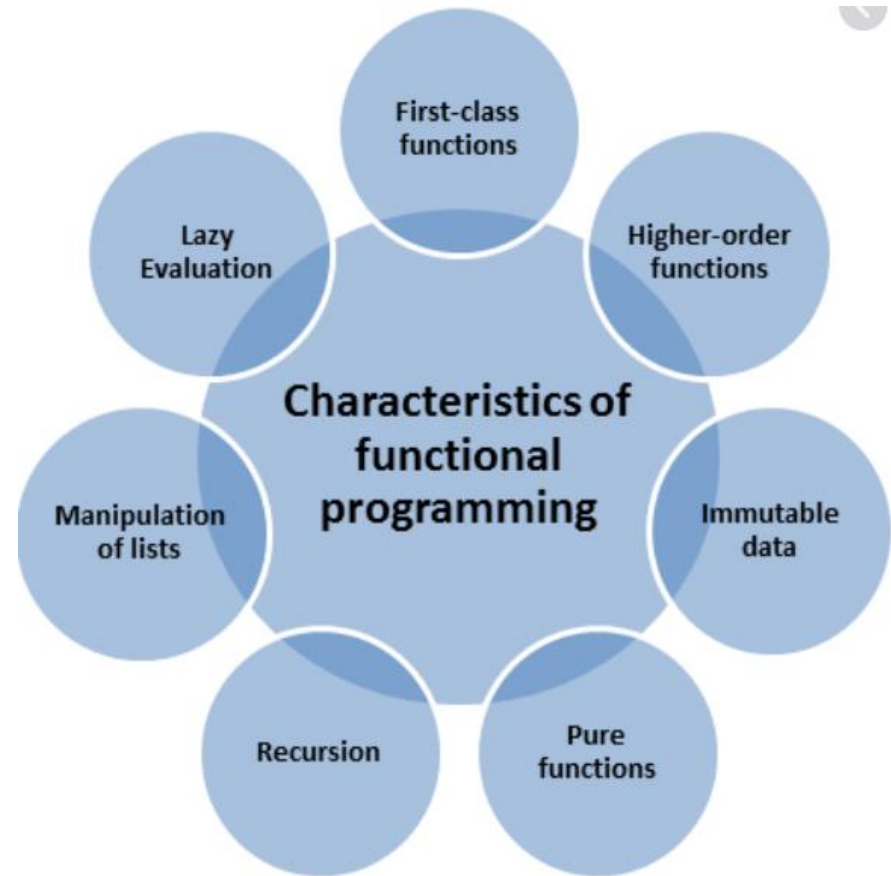 First-class
functions
Higher-order
functions
Immutable
data
Pure
functions
Recursion
Manipulation
of lists
Lazy
Evaluation
Characteristics of
functional
programming